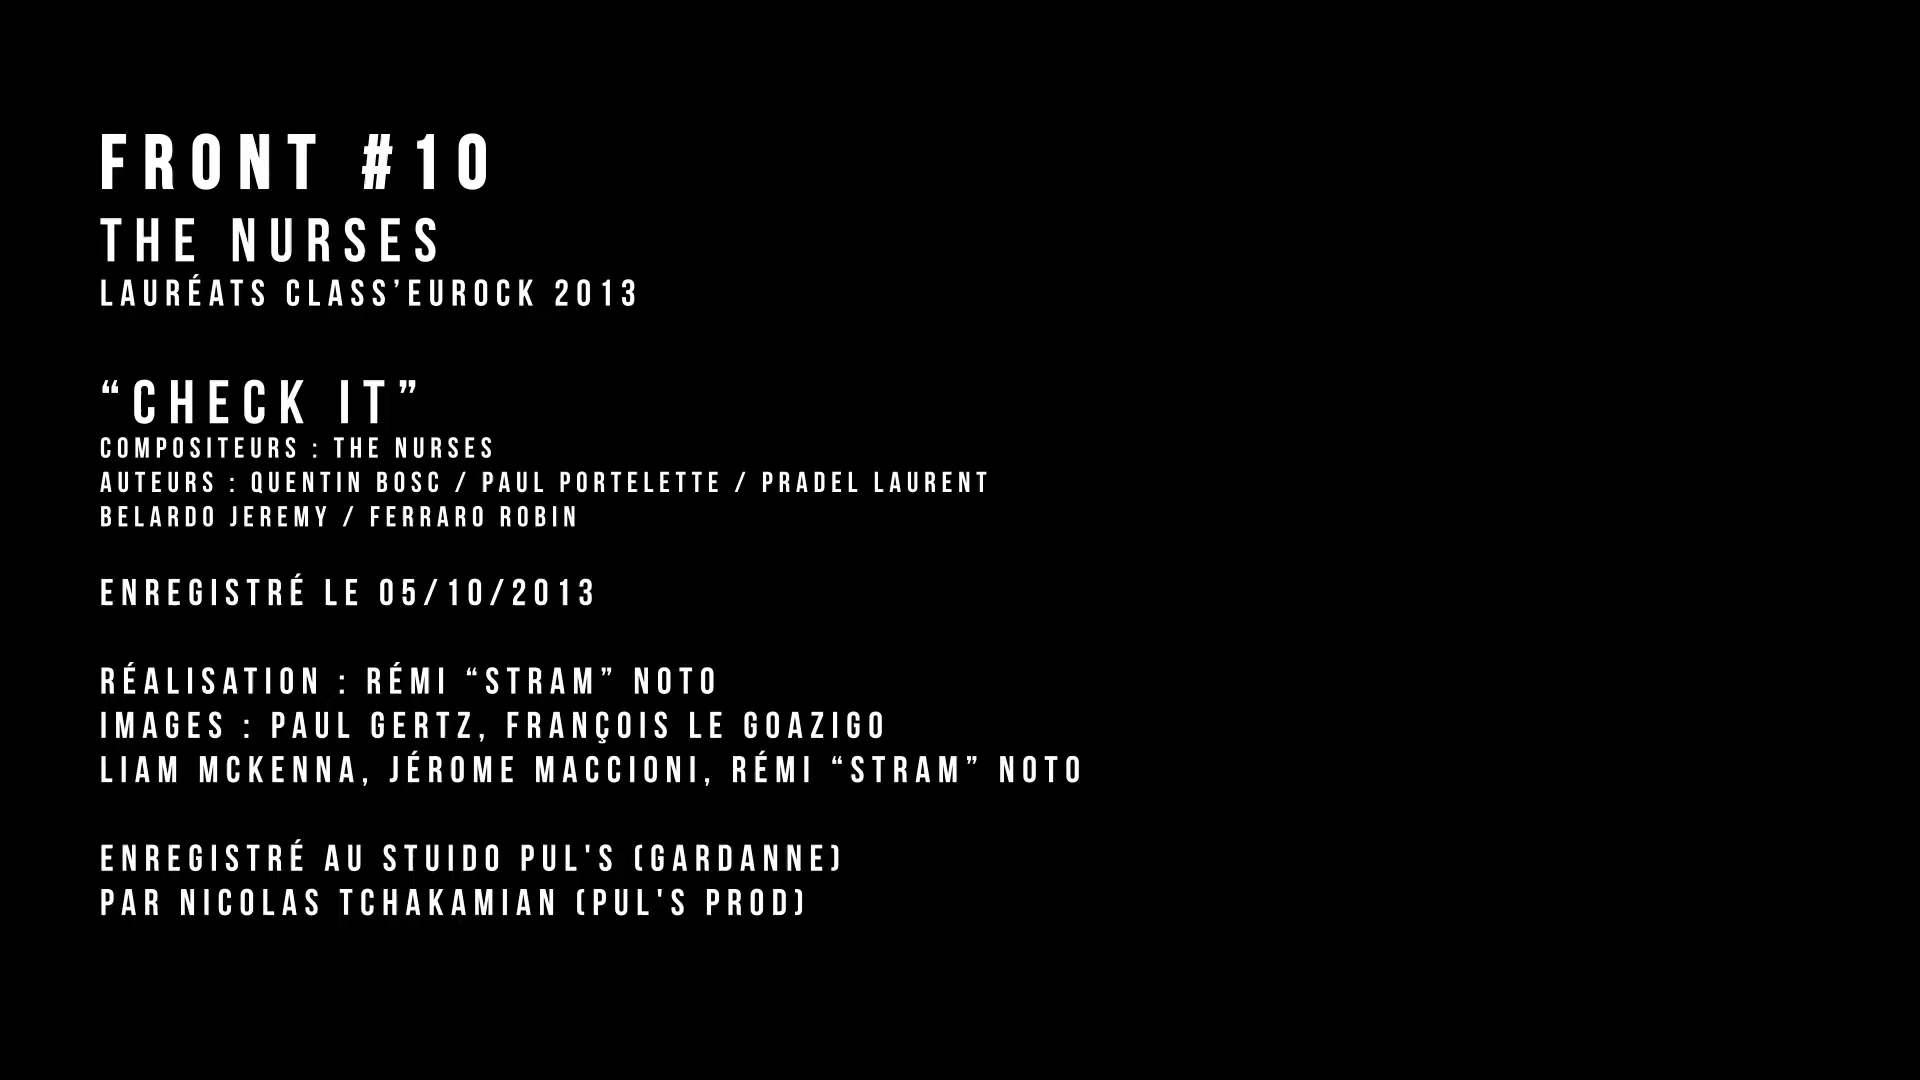 FRONT #10
THE NURSES
LAURÉATS CLASS’EUROCK 2013
“CHECK IT”
COMPOSITEURS : THE NURSES
AUTEURS : QUENTIN BOSC / PAUL PORTELETTE / PRADEL LAURENT
BELARDO JEREMY / FERRARO ROBIN
ENREGISTRÉ LE 05/10/2013
RÉALISATION : RÉMI “STRAM” NOTO
IMAGES : PAUL GERTZ, FRANÇOIS LE GOAZIGO
LIAM MCKENNA, JÉROME MACCIONI, RÉMI “STRAM” NOTO
ENREGISTRÉ AU STUIDO PUL'S (GARDANNE)
PAR NICOLAS TCHAKAMIAN (PUL'S PROD)